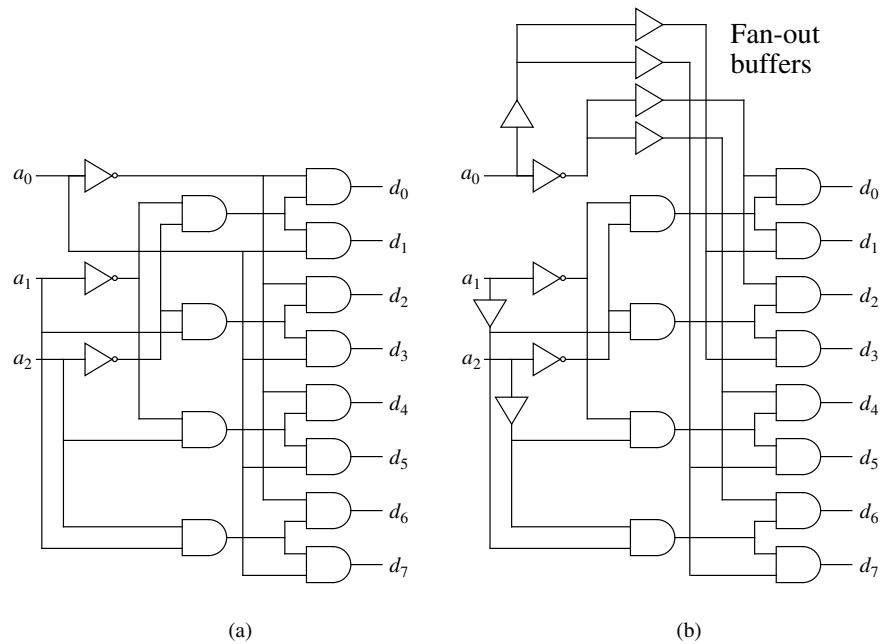 Fan-out
buffers
a0
a1
a2
d0
d1
d2
d3
d4
d5
d6
d7
(a)
a0
a1
a2
d0
d1
d2
d3
d4
d5
d6
d7
(b)